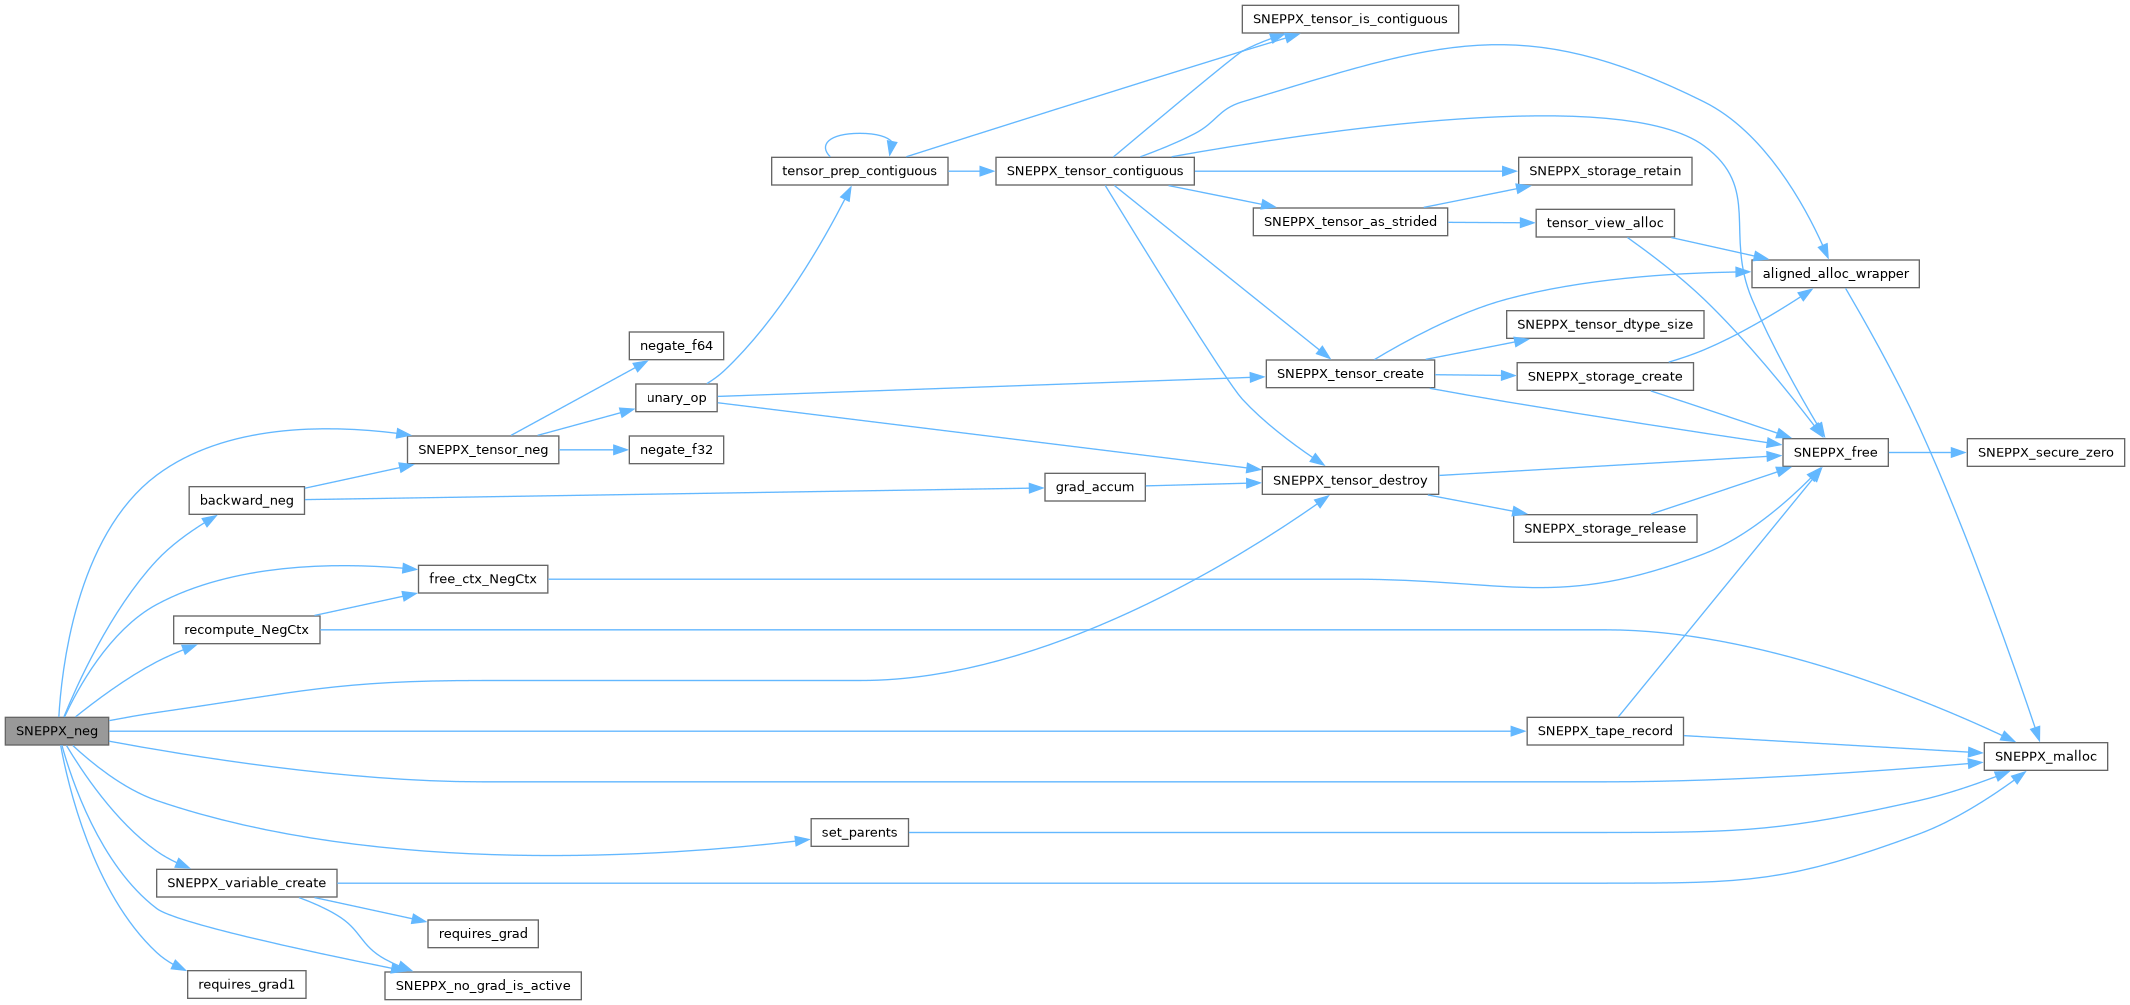 SNEPPX_tensor_is_contiguous
tensor_prep_contiguous
SNEPPX_tensor_contiguous
SNEPPX_storage_retain
SNEPPX_tensor_as_strided
tensor_view_alloc
aligned_alloc_wrapper
SNEPPX_tensor_dtype_size
negate_f64
SNEPPX_tensor_create
SNEPPX_storage_create
unary_op
SNEPPX_tensor_neg
negate_f32
SNEPPX_free
SNEPPX_secure_zero
backward_neg
grad_accum
SNEPPX_tensor_destroy
SNEPPX_storage_release
free_ctx_NegCtx
recompute_NegCtx
SNEPPX_neg
SNEPPX_tape_record
SNEPPX_malloc
set_parents
SNEPPX_variable_create
requires_grad
requires_grad1
SNEPPX_no_grad_is_active